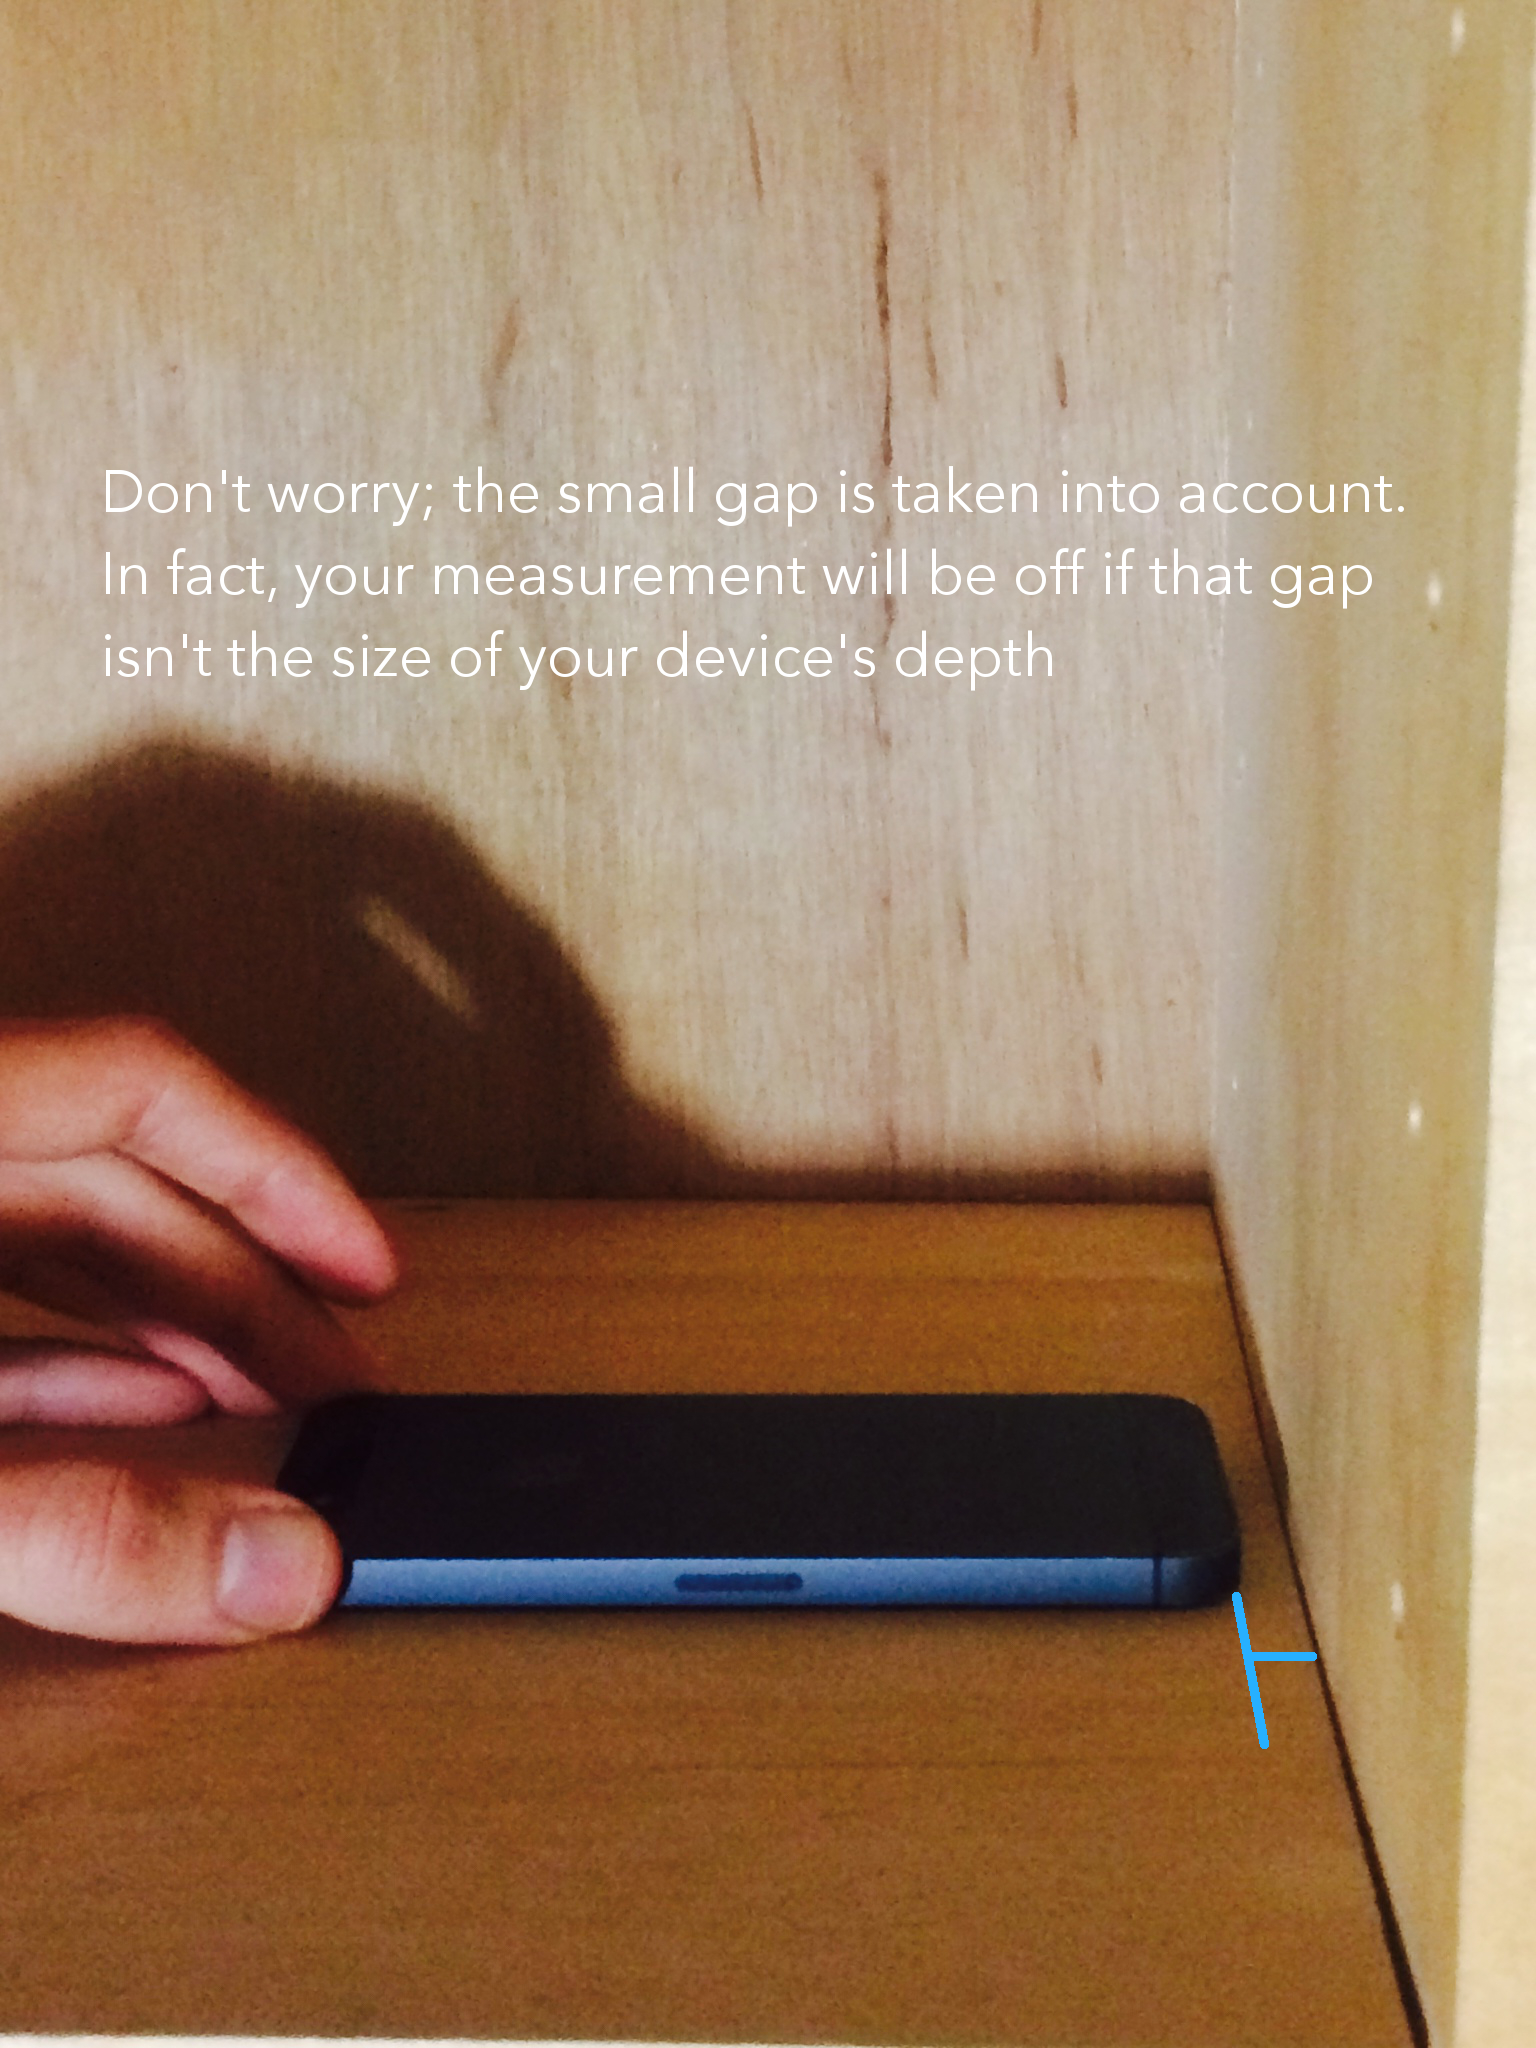 Don't worry; the small gap is taken into account.
In fact, your measurement will be off if that gap
isn't the size of your device's depth